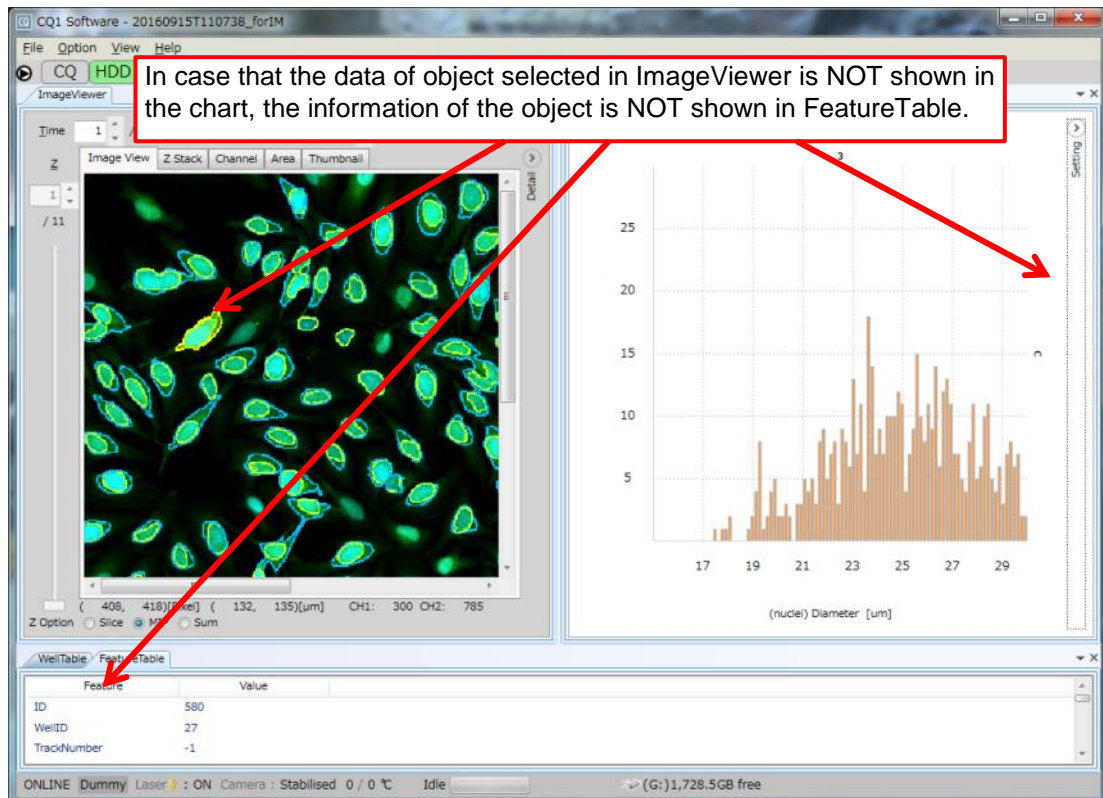 CQ1 Software - 20160915T110738_forIM
File Option View Help
CQ HDD
In case that the data of object selected in ImageViewer is NOT shown in
the chart, the information of the object is NOT shown in FeatureTable.
ImageViewer
Time 1 /
Z Image View Z Stack Channel Area Thumbnail
Detail
Setting
1
/ 11
3
25
20
15
10
5
C
17 19 21 23 25 27 29
(nuclei) Diameter [um]
( 408, 418)[Pixel] ( 132, 135)[μm] CH1: 300 CH2: 785
Z Option Slice MIP Sum
WellTable FeatureTable
Feature Value
ID 580
WellID 27
TrackNumber -1
ONLINE Dummy Laser : ON Camera : Stabilised 0 / 0 ℃ Idle (G:)1,728.5GB free